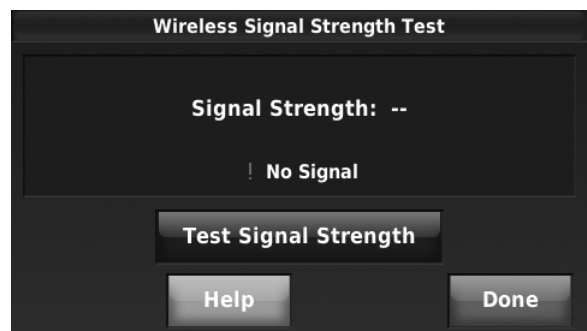 Wireless Signal Strength Test
Signal Strength: --
! No Signal
Test Signal Strength
Help
Done